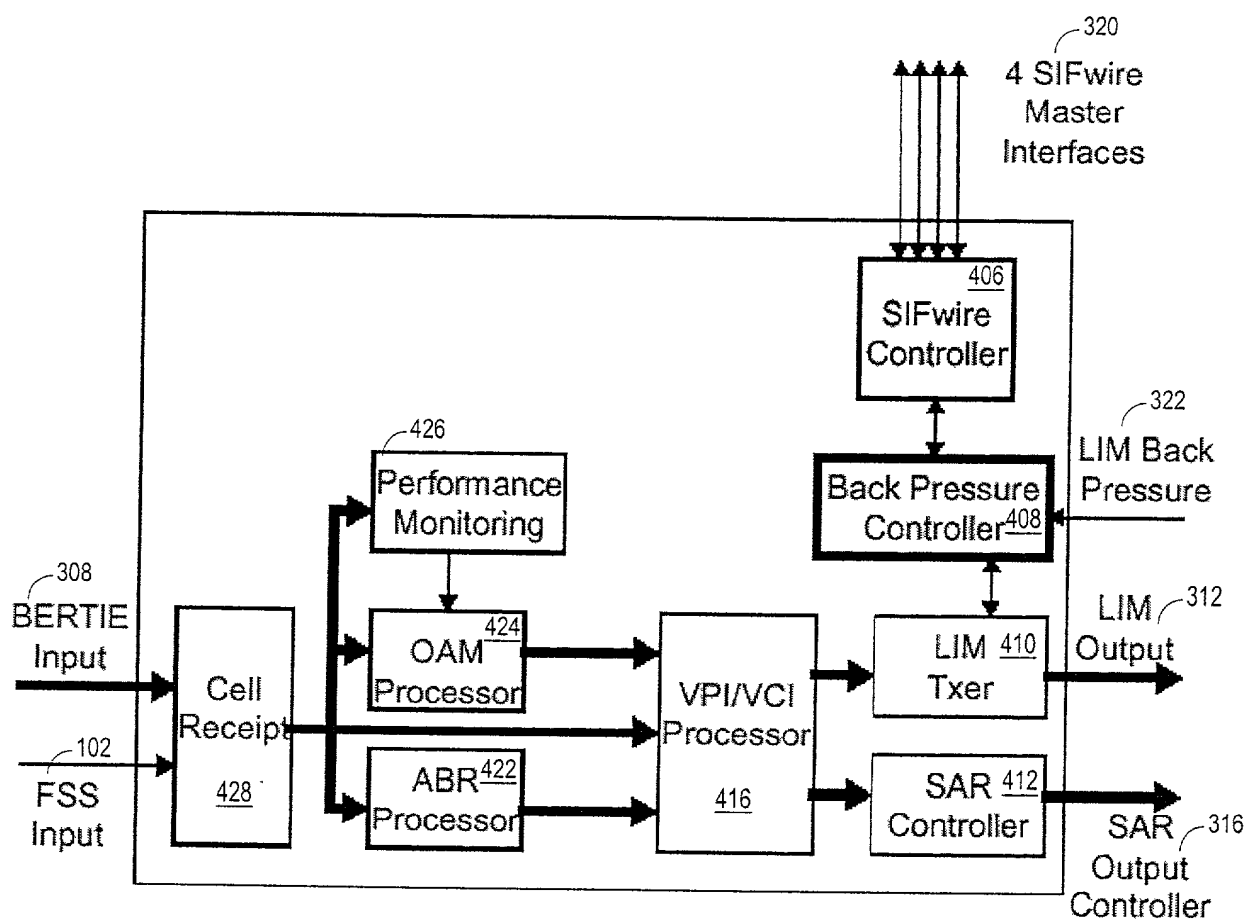 320
4 SIFwire
Master
Interfaces
406
SIFwire
Controller
322
LIM Back
Pressure
426
Performance
Monitoring
Back Pressure
Controller 408
308
BERTIE
Input
102
FSS
Input
Cell
Receipt
428
OAM 424
Processor
ABR 422
Processor
VPI/VCI
Processor
416
LIM 410
Txer
SAR 412
Controller
LIM 312
Output
SAR 316
Output
Controller